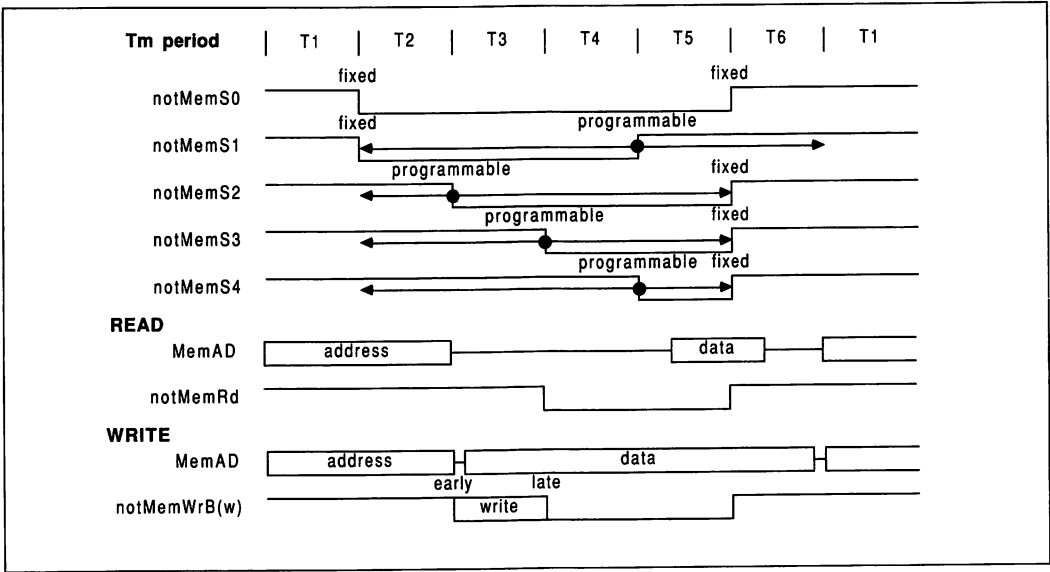 Tm period | T1 | T2 | T3 | T4 | T5 | T6 | T1
fixed fixed
notMemS0
fixed programmable
notMemS1
programmable fixed
notMemS2
programmable fixed
notMemS3
programmable fixed
notMemS4
READ
MemAD address data
notMemRd
WRITE
MemAD address data
early late
notMemWrB(w) write